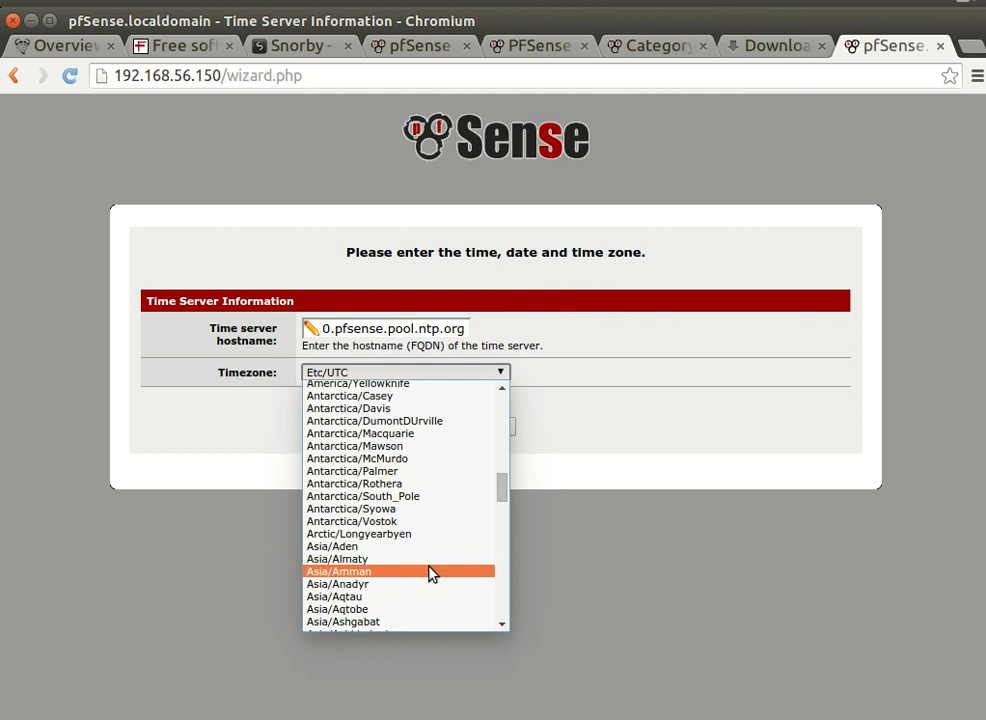 pfSense.localdomain - Time Server Information - Chromium
Overview Free soft Snorby - pfSense PFSense Category Downloa pfSense.
192.168.56.150/wizard.php
pfSense
Please enter the time, date and time zone.
Time Server Information
Time server hostname:
0.pfsense.pool.ntp.org
Enter the hostname (FQDN) of the time server.
Timezone:
Etc/UTC
America/Yellowknife
Antarctica/Casey
Antarctica/Davis
Antarctica/DumontDUrville
Antarctica/Macquarie
Antarctica/Mawson
Antarctica/McMurdo
Antarctica/Palmer
Antarctica/Rothera
Antarctica/South_Pole
Antarctica/Syowa
Antarctica/Vostok
Arctic/Longyearbyen
Asia/Aden
Asia/Almaty
Asia/Amman
Asia/Anadyr
Asia/Aqtau
Asia/Aqtobe
Asia/Ashgabat